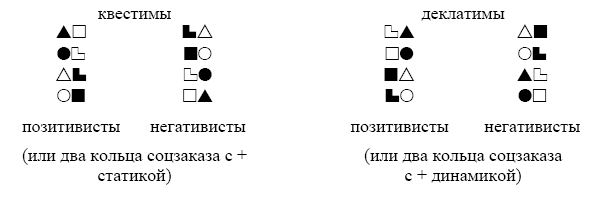 квестимы деклатимы
позитивисты негативисты позитивисты негативисты
(или два кольца соцзаказа с + (или два кольца соцзаказа
статикой) с + динамикой)